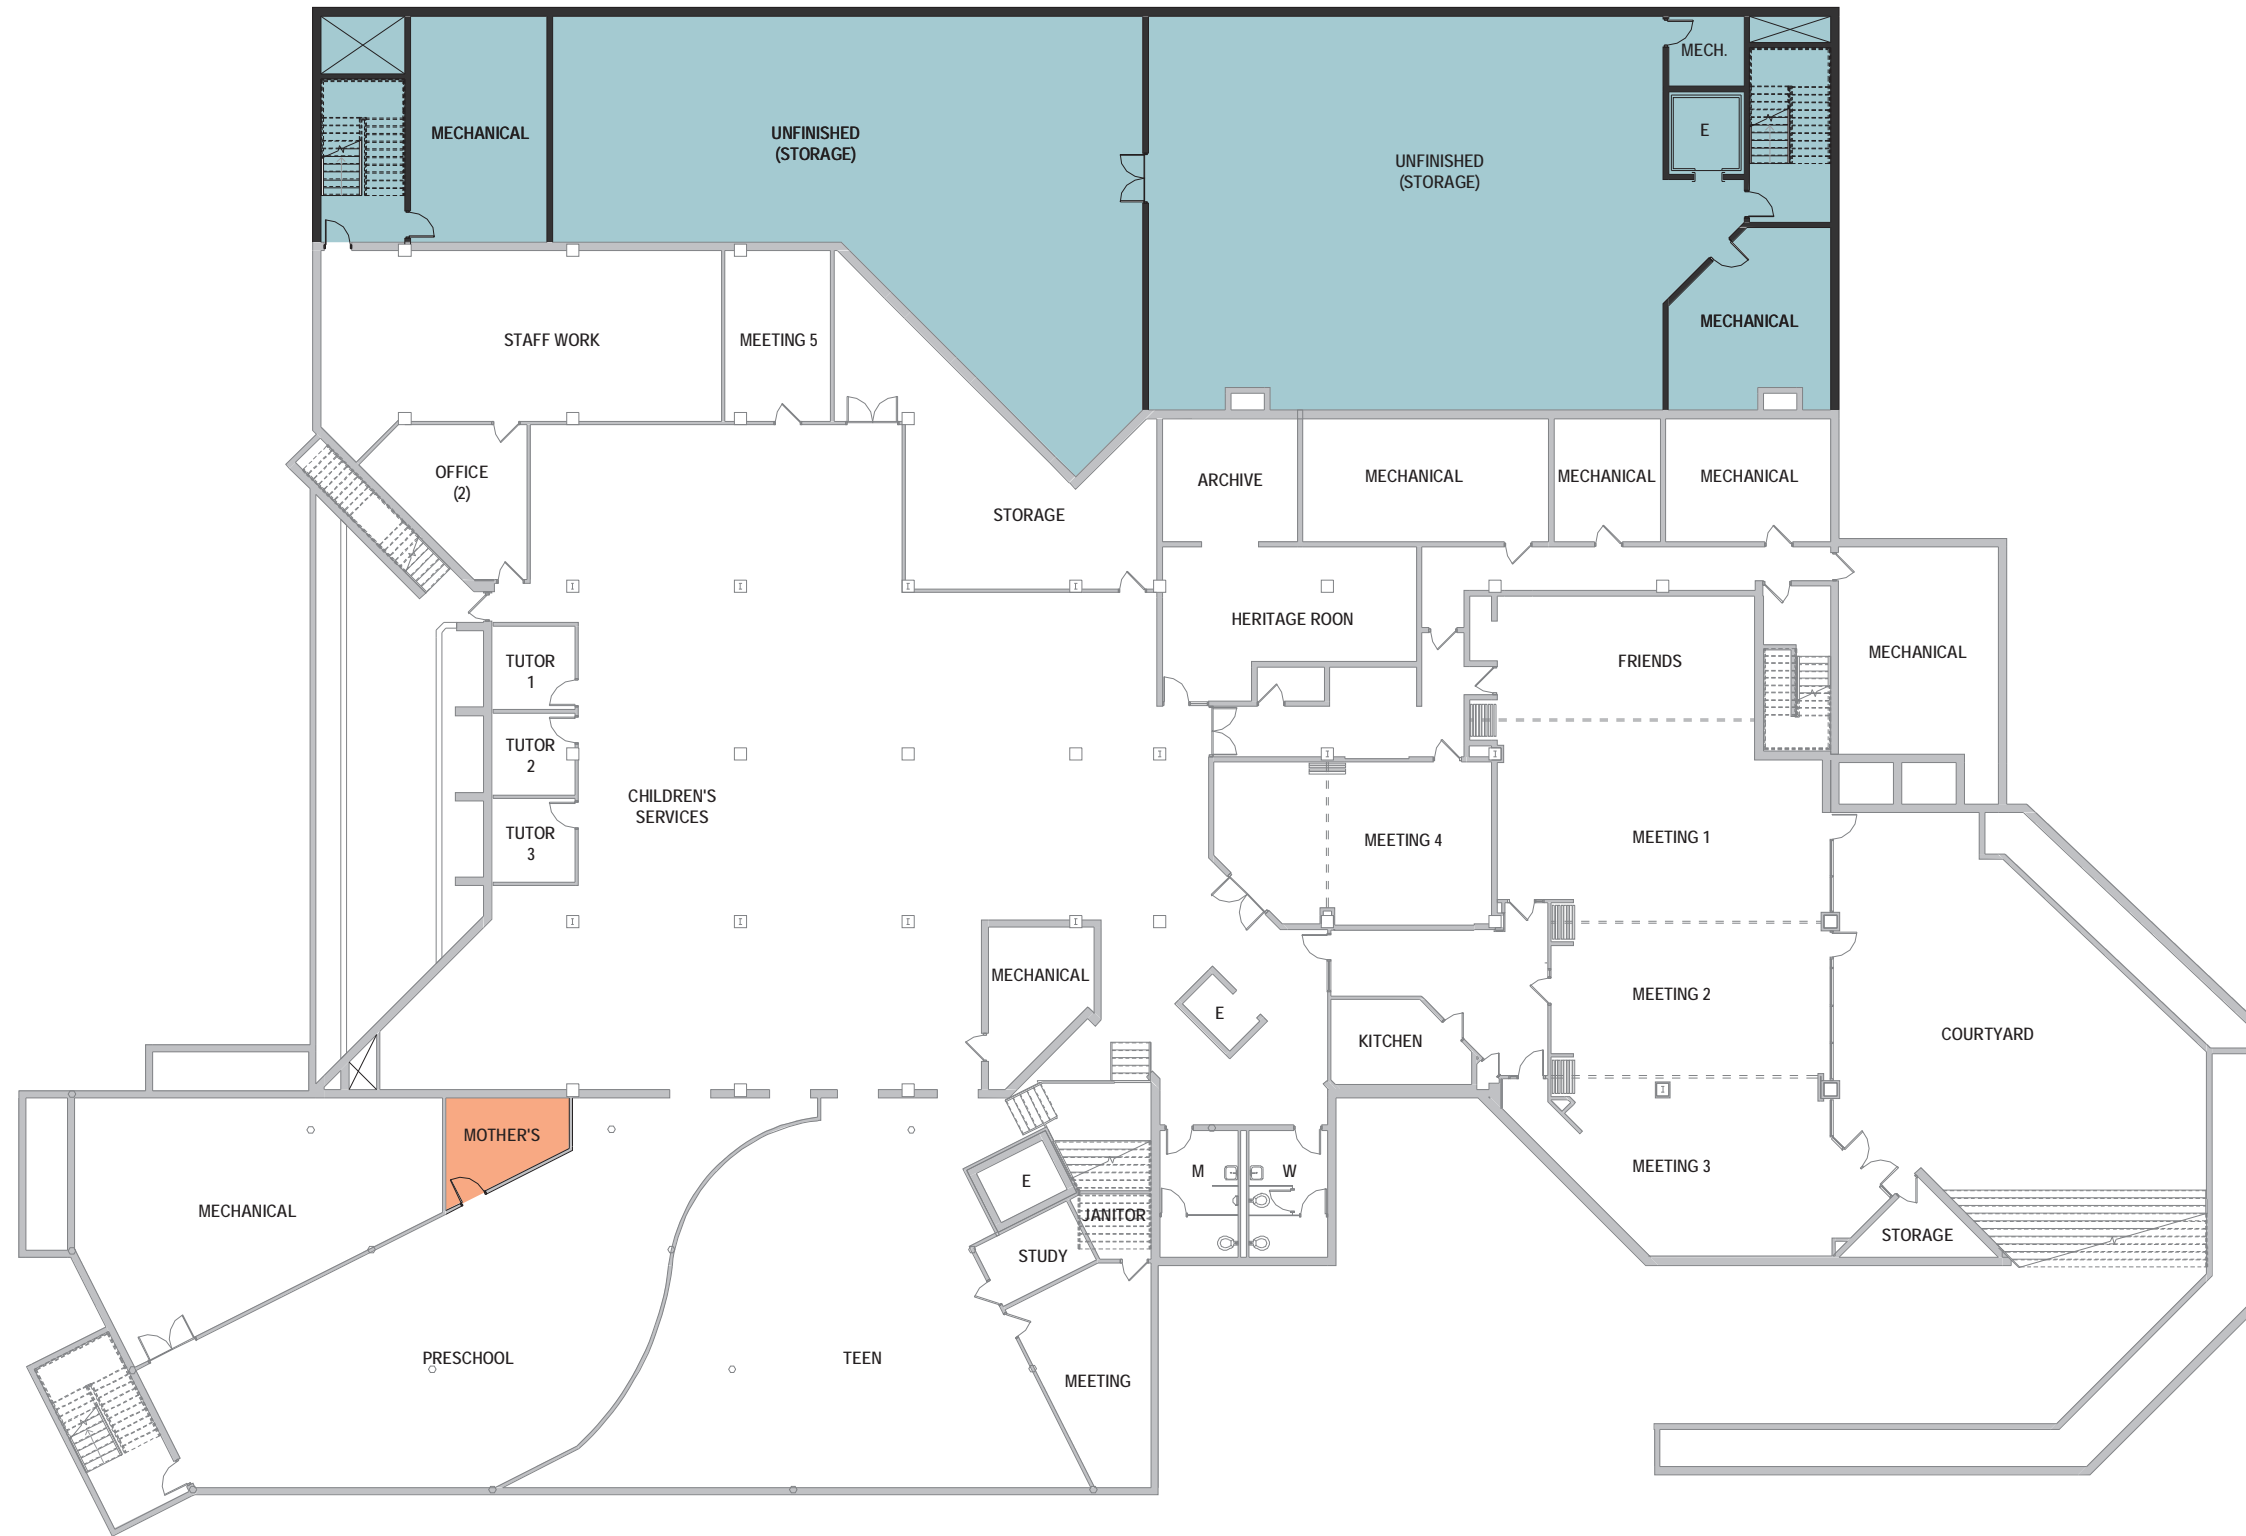 MECH.
MECHANICAL
UNFINISHED
(STORAGE)
E
UNFINISHED
(STORAGE)
MECHANICAL
STAFF WORK
MEETING 5
OFFICE
(2)
STORAGE
ARCHIVE
MECHANICAL
MECHANICAL
MECHANICAL
HERITAGE ROON
TUTOR
1
FRIENDS
MECHANICAL
TUTOR
2
CHILDREN'S
SERVICES
TUTOR
3
MEETING 4
MEETING 1
MECHANICAL
E
MEETING 2
KITCHEN
COURTYARD
MOTHER'S
MECHANICAL
E
M
W
MEETING 3
JANITOR
STUDY
STORAGE
PRESCHOOL
TEEN
MEETING